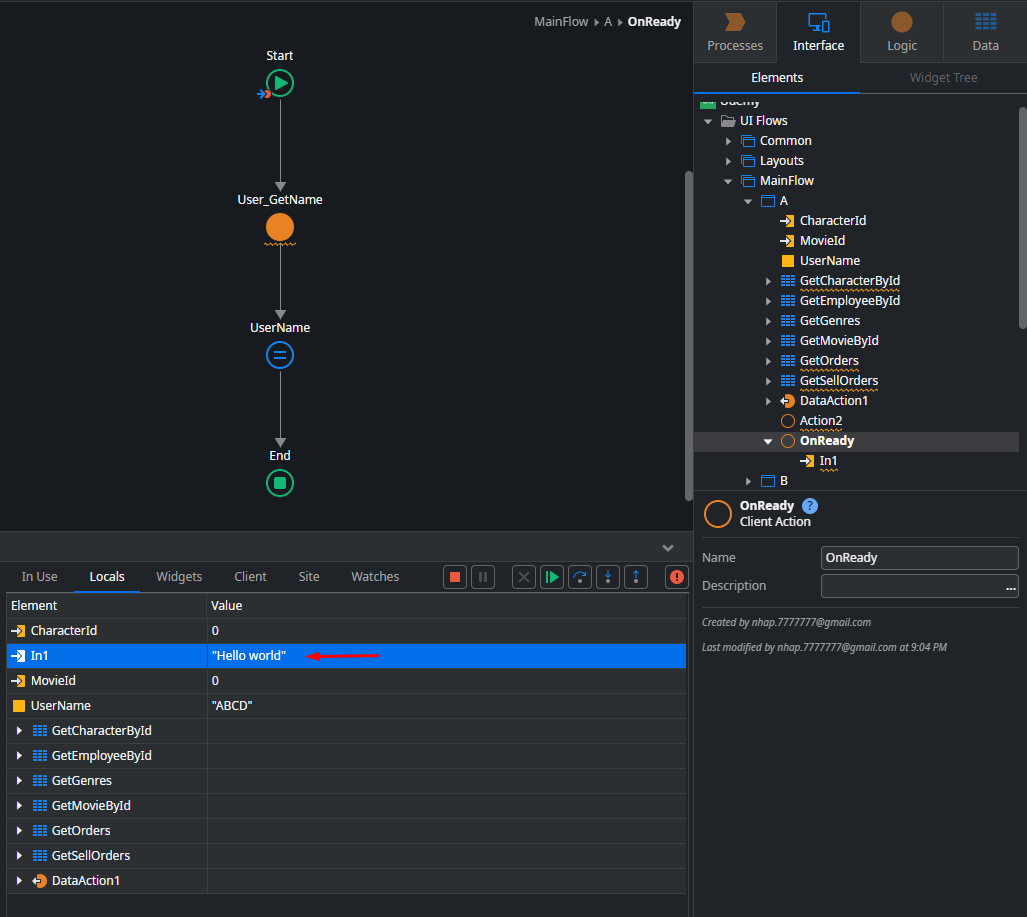 MainFlow A OnReady
Start
User_GetName
UserName
End
Processes
Interface
Logic
Data
Elements
Widget Tree
UI Flows
Common
Layouts
MainFlow
A
CharacterId
MovieId
UserName
GetCharacterById
GetEmployeeById
GetGenres
GetMovieById
GetOrders
GetSellOrders
DataAction1
Action2
OnReady
In1
B
OnReady ?
Client Action
Name OnReady
Description ...
Created by nhap.7777777@gmail.com
Last modified by nhap.7777777@gmail.com at 9:04 PM
In Use Locals Widgets Client Site Watches
Element Value
CharacterId 0
In1 "Hello world"
MovieId 0
UserName "ABCD"
GetCharacterById
GetEmployeeById
GetGenres
GetMovieById
GetOrders
GetSellOrders
DataAction1